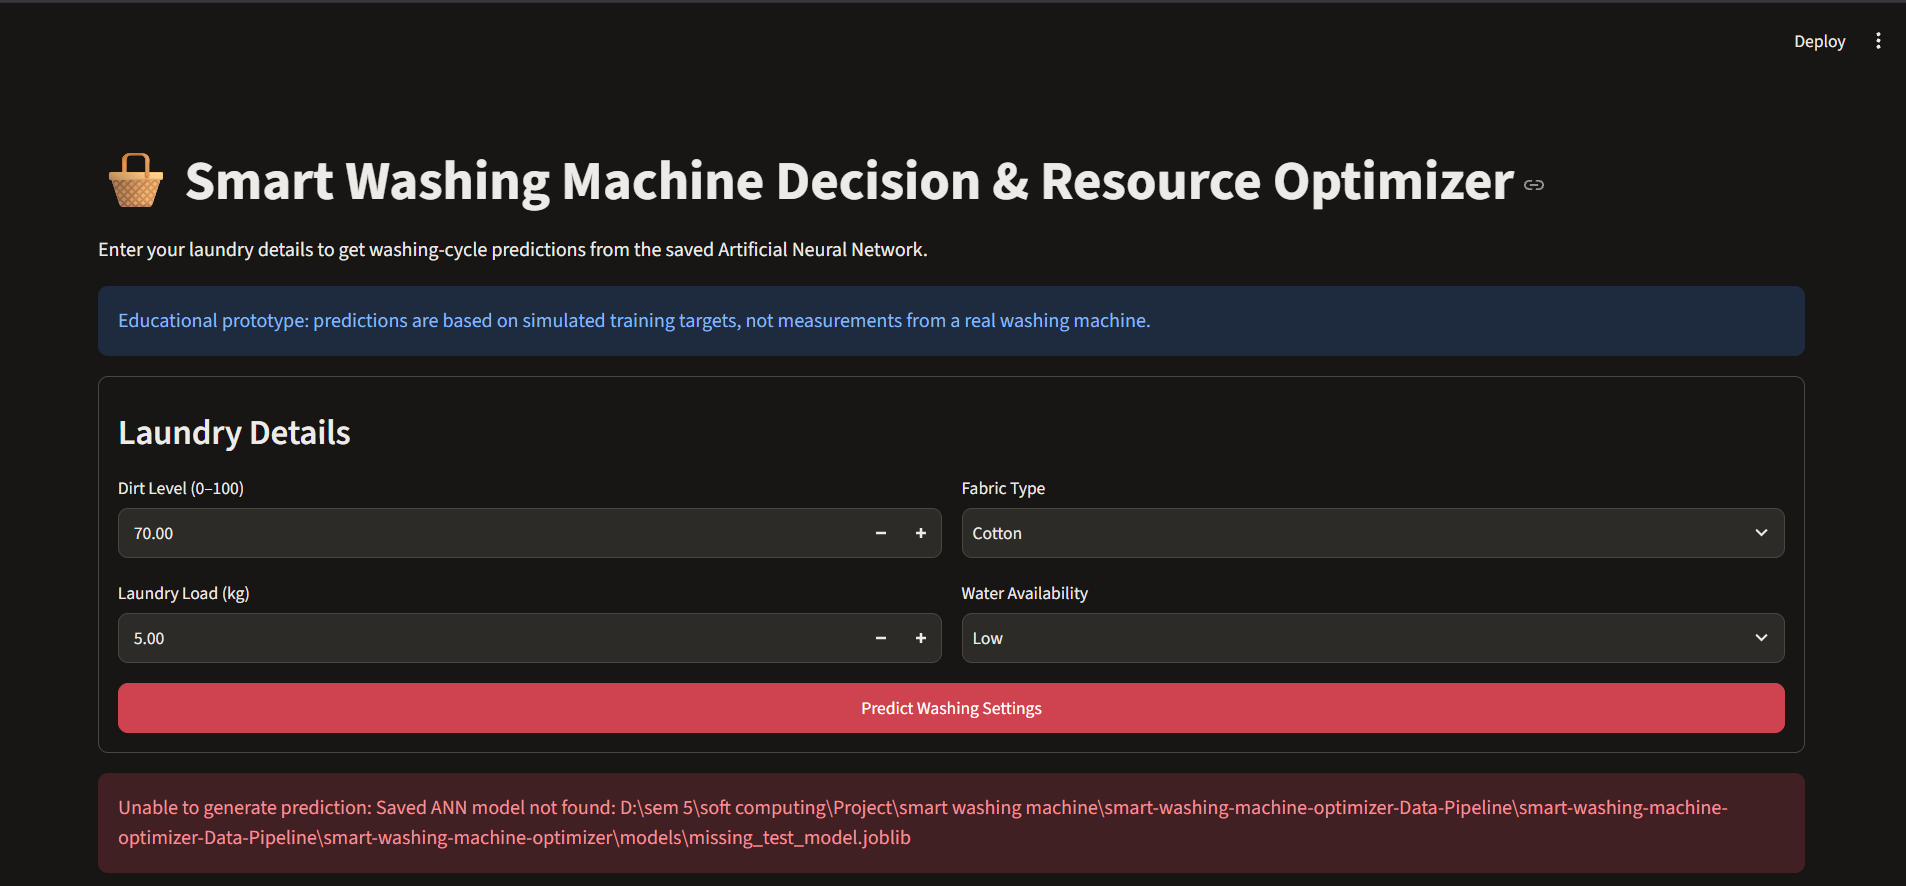 Deploy
Smart Washing Machine Decision & Resource Optimizer
Enter your laundry details to get washing-cycle predictions from the saved Artificial Neural Network.
Educational prototype: predictions are based on simulated training targets, not measurements from a real washing machine.
Laundry Details
Dirt Level (0–100)
Fabric Type
70.00
Cotton
Laundry Load (kg)
Water Availability
5.00
Low
Predict Washing Settings
Unable to generate prediction: Saved ANN model not found: D:\sem 5\soft computing\Project\smart washing machine\smart-washing-machine-optimizer-Data-Pipeline\smart-washing-machine-
optimizer-Data-Pipeline\smart-washing-machine-optimizer\models\missing_test_model.joblib